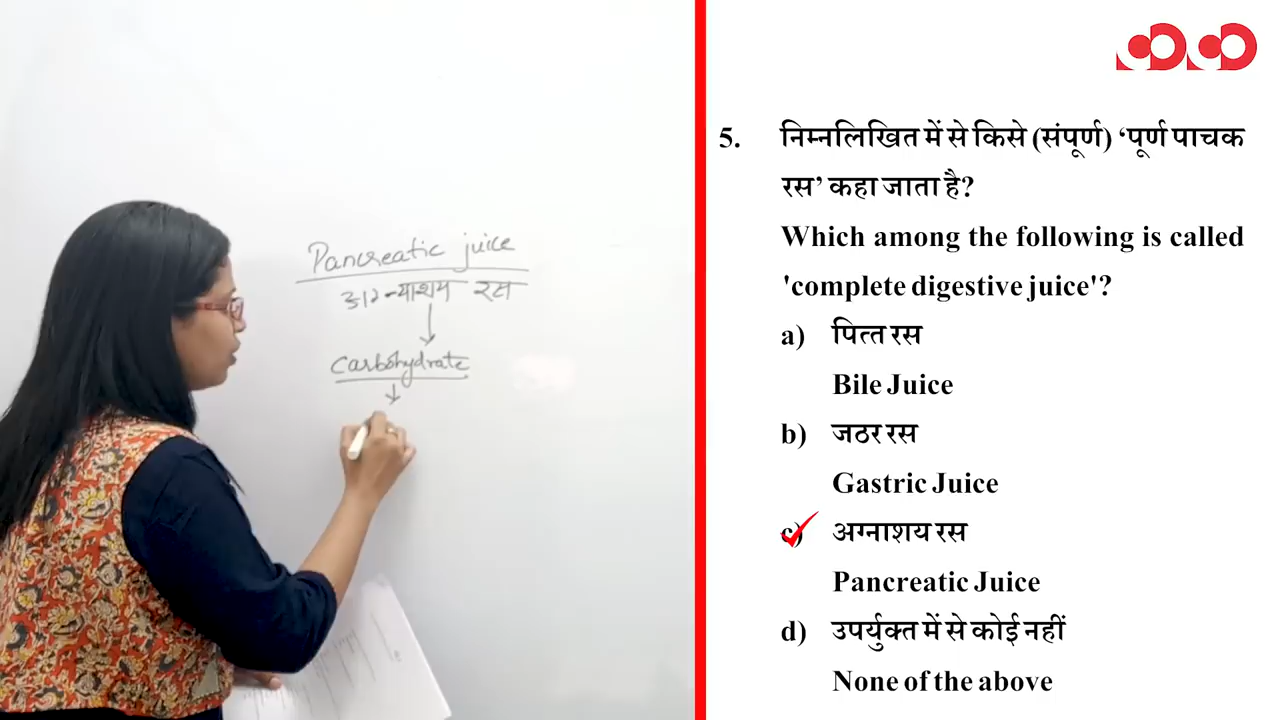 Pancreatic juice
अग्न्याशय रस
Carbohydrate
5. निम्नलिखित में से किसे (संपूर्ण) ‘पूर्ण पाचक
रस’ कहा जाता है?
Which among the following is called
'complete digestive juice'?
a) पित्त रस
Bile Juice
b) जठर रस
Gastric Juice
c) अग्नाशय रस
Pancreatic Juice
d) उपर्युक्त में से कोई नहीं
None of the above